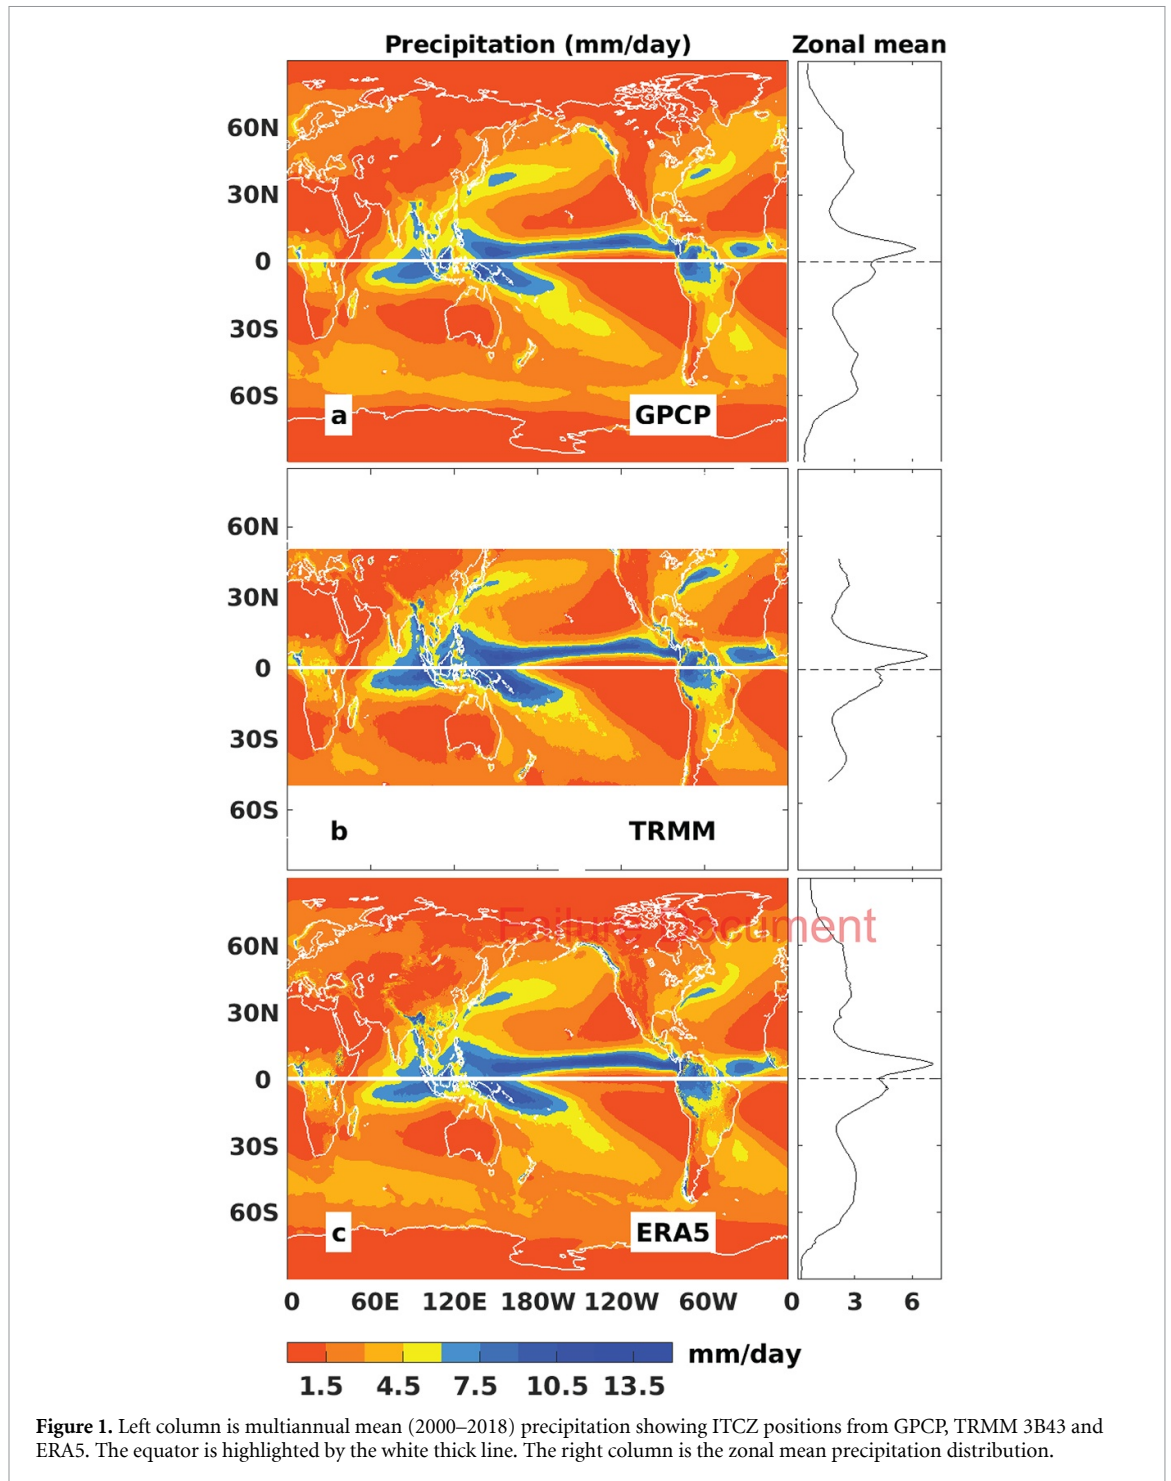 Precipitation (mm/day) Zonal mean
60N
30N
0
30S
60S
a GPCP
60N
30N
0
30S
60S
b TRMM
Failure Document
60N
30N
0
30S
60S
c ERA5
0 60E 120E 180W 120W 60W 0 3 6
mm/day
1.5 4.5 7.5 10.5 13.5
Figure 1. Left column is multiannual mean (2000–2018) precipitation showing ITCZ positions from GPCP, TRMM 3B43 and
ERA5. The equator is highlighted by the white thick line. The right column is the zonal mean precipitation distribution.